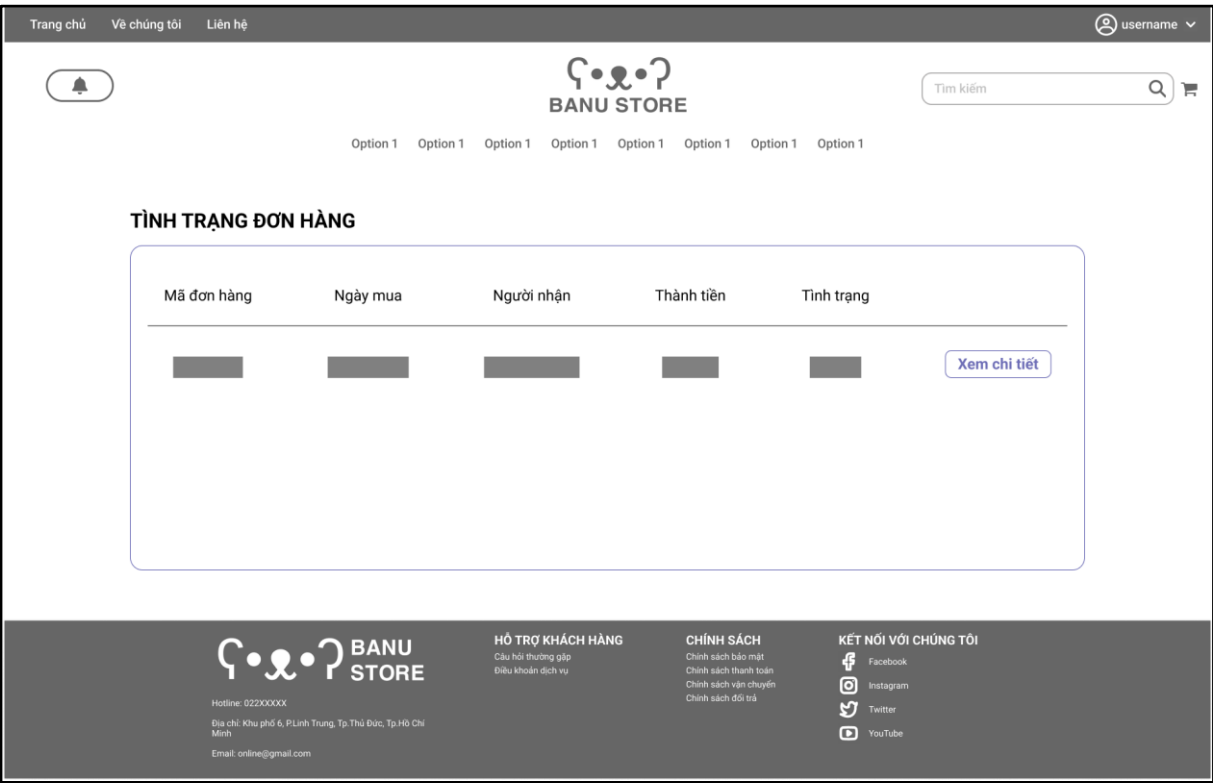 Trang chủ Về chúng tôi Liên hệ username
BANU STORE
Tìm kiếm
Option 1 Option 1 Option 1 Option 1 Option 1 Option 1 Option 1 Option 1
TÌNH TRẠNG ĐƠN HÀNG
Mã đơn hàng Ngày mua Người nhận Thành tiền Tình trạng
Xem chi tiết
BANU
STORE
Hotline: 022XXXXX
Địa chỉ: Khu phố 6, P.Linh Trung, Tp.Thủ Đức, Tp.Hồ Chí
Minh
Email: online@gmail.com
HỖ TRỢ KHÁCH HÀNG
Câu hỏi thường gặp
Điều khoản dịch vụ
CHÍNH SÁCH
Chính sách bảo mật
Chính sách thanh toán
Chính sách vận chuyển
Chính sách đổi trả
KẾT NỐI VỚI CHÚNG TÔI
Facebook
Instagram
Twitter
YouTube